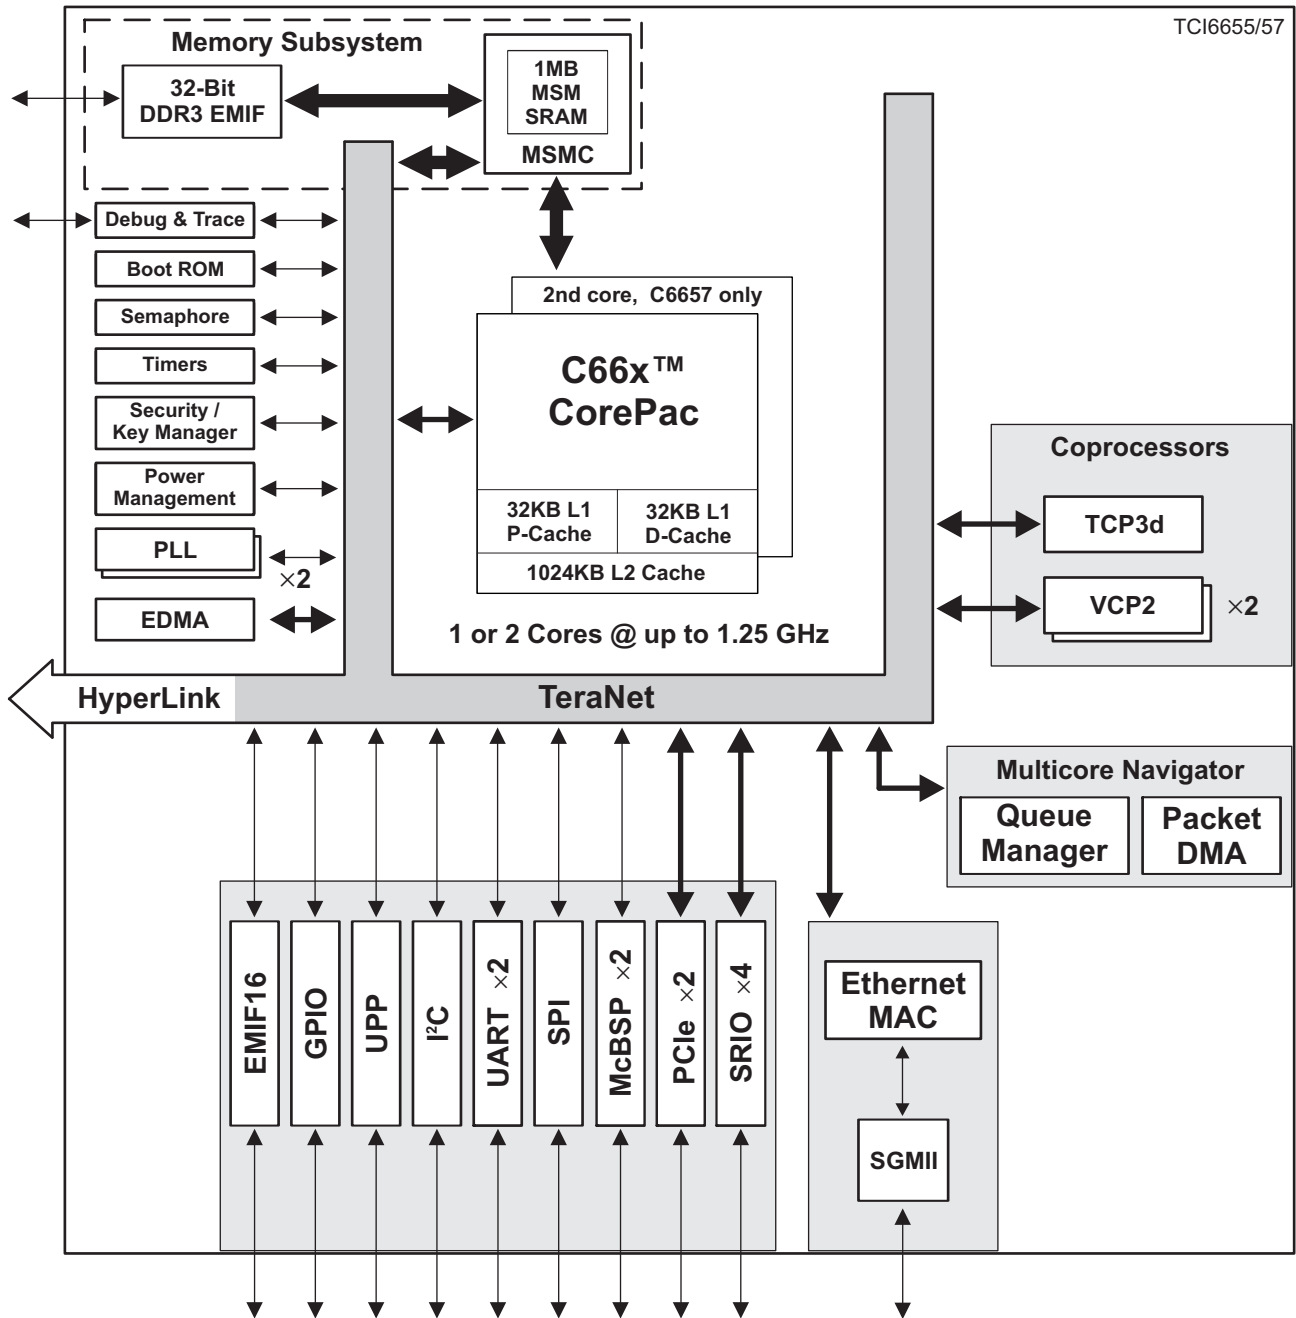 TCI6655/57
Memory Subsystem
32-Bit
DDR3 EMIF
1MB
MSM
SRAM
MSMC
Debug & Trace
Boot ROM
Semaphore
Timers
Security /
Key Manager
Power
Management
PLL
×2
EDMA
2nd core, C6657 only
C66x™
CorePac
32KB L1
P-Cache
32KB L1
D-Cache
1024KB L2 Cache
1 or 2 Cores @ up to 1.25 GHz
Coprocessors
TCP3d
VCP2
×2
HyperLink
TeraNet
Multicore Navigator
Queue
Manager
Packet
DMA
EMIF16
GPIO
UPP
I²C
UART ×2
SPI
McBSP ×2
PCIe ×2
SRIO ×4
Ethernet
MAC
SGMII